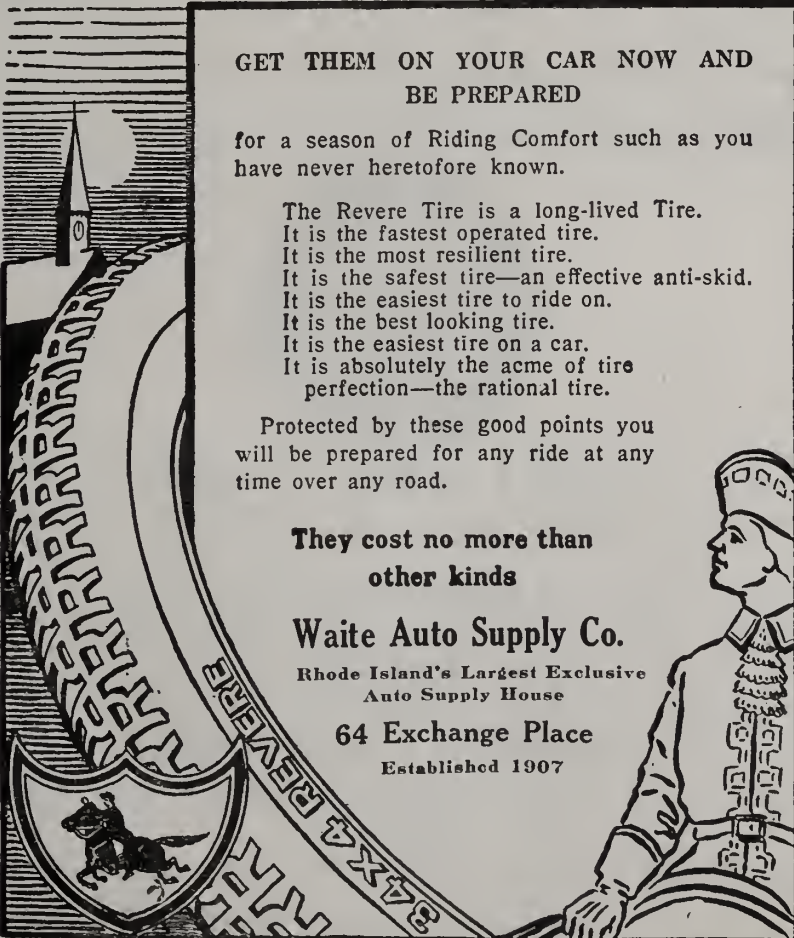 GET THEM ON YOUR CAR NOW AND
BE PREPARED
for a season of Riding Comfort such as you
have never heretofore known.
The Revere Tire is a long-lived Tire.
It is the fastest operated tire.
It is the most resilient tire.
It is the safest tire—an effective anti-skid.
It is the easiest tire to ride on.
It is the best looking tire.
It is the easiest tire on a car.
It is absolutely the acme of tire
perfection—the rational tire.
Protected by these good points you
will be prepared for any ride at any
time over any road.
They cost no more than
other kinds
Waite Auto Supply Co.
Rhode Island's Largest Exclusive
Auto Supply House
64 Exchange Place
Established 1907
34X4 REVERE